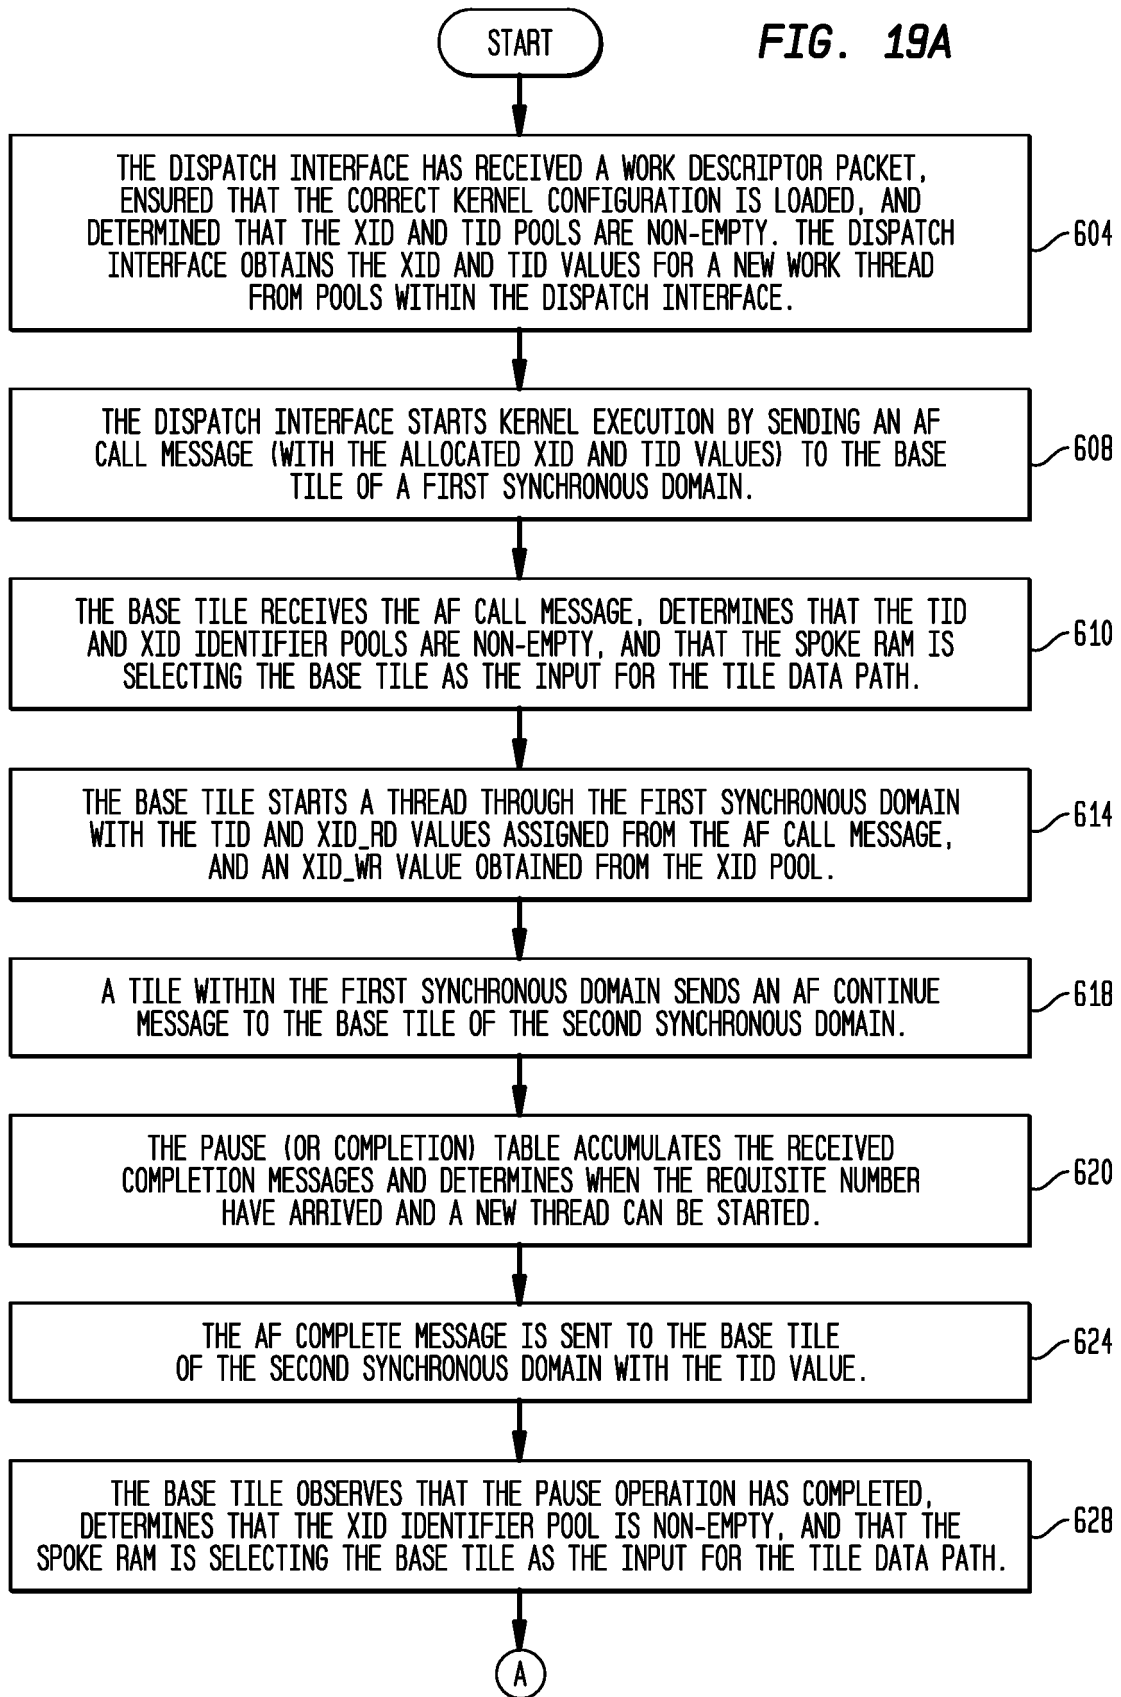 START
FIG. 19A
THE DISPATCH INTERFACE HAS RECEIVED A WORK DESCRIPTOR PACKET,
ENSURED THAT THE CORRECT KERNEL CONFIGURATION IS LOADED, AND
DETERMINED THAT THE XID AND TID POOLS ARE NON-EMPTY. THE DISPATCH
INTERFACE OBTAINS THE XID AND TID VALUES FOR A NEW WORK THREAD
FROM POOLS WITHIN THE DISPATCH INTERFACE.
604
THE DISPATCH INTERFACE STARTS KERNEL EXECUTION BY SENDING AN AF
CALL MESSAGE (WITH THE ALLOCATED XID AND TID VALUES) TO THE BASE
TILE OF A FIRST SYNCHRONOUS DOMAIN.
608
THE BASE TILE RECEIVES THE AF CALL MESSAGE, DETERMINES THAT THE TID
AND XID IDENTIFIER POOLS ARE NON-EMPTY, AND THAT THE SPOKE RAM IS
SELECTING THE BASE TILE AS THE INPUT FOR THE TILE DATA PATH.
610
THE BASE TILE STARTS A THREAD THROUGH THE FIRST SYNCHRONOUS DOMAIN
WITH THE TID AND XID_RD VALUES ASSIGNED FROM THE AF CALL MESSAGE,
AND AN XID_WR VALUE OBTAINED FROM THE XID POOL.
614
A TILE WITHIN THE FIRST SYNCHRONOUS DOMAIN SENDS AN AF CONTINUE
MESSAGE TO THE BASE TILE OF THE SECOND SYNCHRONOUS DOMAIN.
618
THE PAUSE (OR COMPLETION) TABLE ACCUMULATES THE RECEIVED
COMPLETION MESSAGES AND DETERMINES WHEN THE REQUISITE NUMBER
HAVE ARRIVED AND A NEW THREAD CAN BE STARTED.
620
THE AF COMPLETE MESSAGE IS SENT TO THE BASE TILE
OF THE SECOND SYNCHRONOUS DOMAIN WITH THE TID VALUE.
624
THE BASE TILE OBSERVES THAT THE PAUSE OPERATION HAS COMPLETED,
DETERMINES THAT THE XID IDENTIFIER POOL IS NON-EMPTY, AND THAT THE
SPOKE RAM IS SELECTING THE BASE TILE AS THE INPUT FOR THE TILE DATA PATH.
628
A